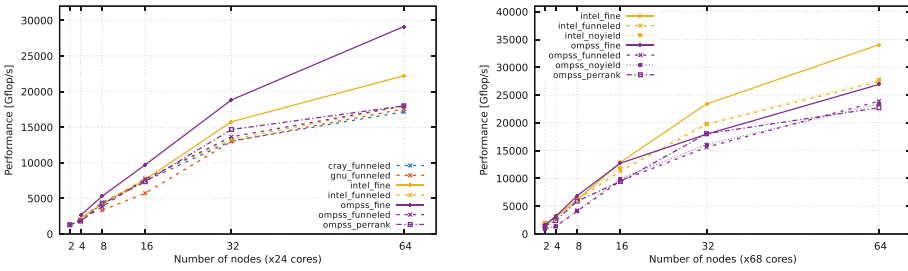 30000
25000
20000
15000
10000
5000
0
Performance [Gflop/s]
cray_funneled
gnu_funneled
intel_fine
intel_funneled
ompss_fine
ompss_funneled
ompss_perrank
2 4 8 16 32 64
Number of nodes (x24 cores)
40000
35000
30000
25000
20000
15000
10000
5000
0
Performance [Gflop/s]
intel_fine
intel_funneled
intel_noyield
ompss_fine
ompss_funneled
ompss_noyield
ompss_perrank
2 4 8 16 32 64
Number of nodes (x68 cores)